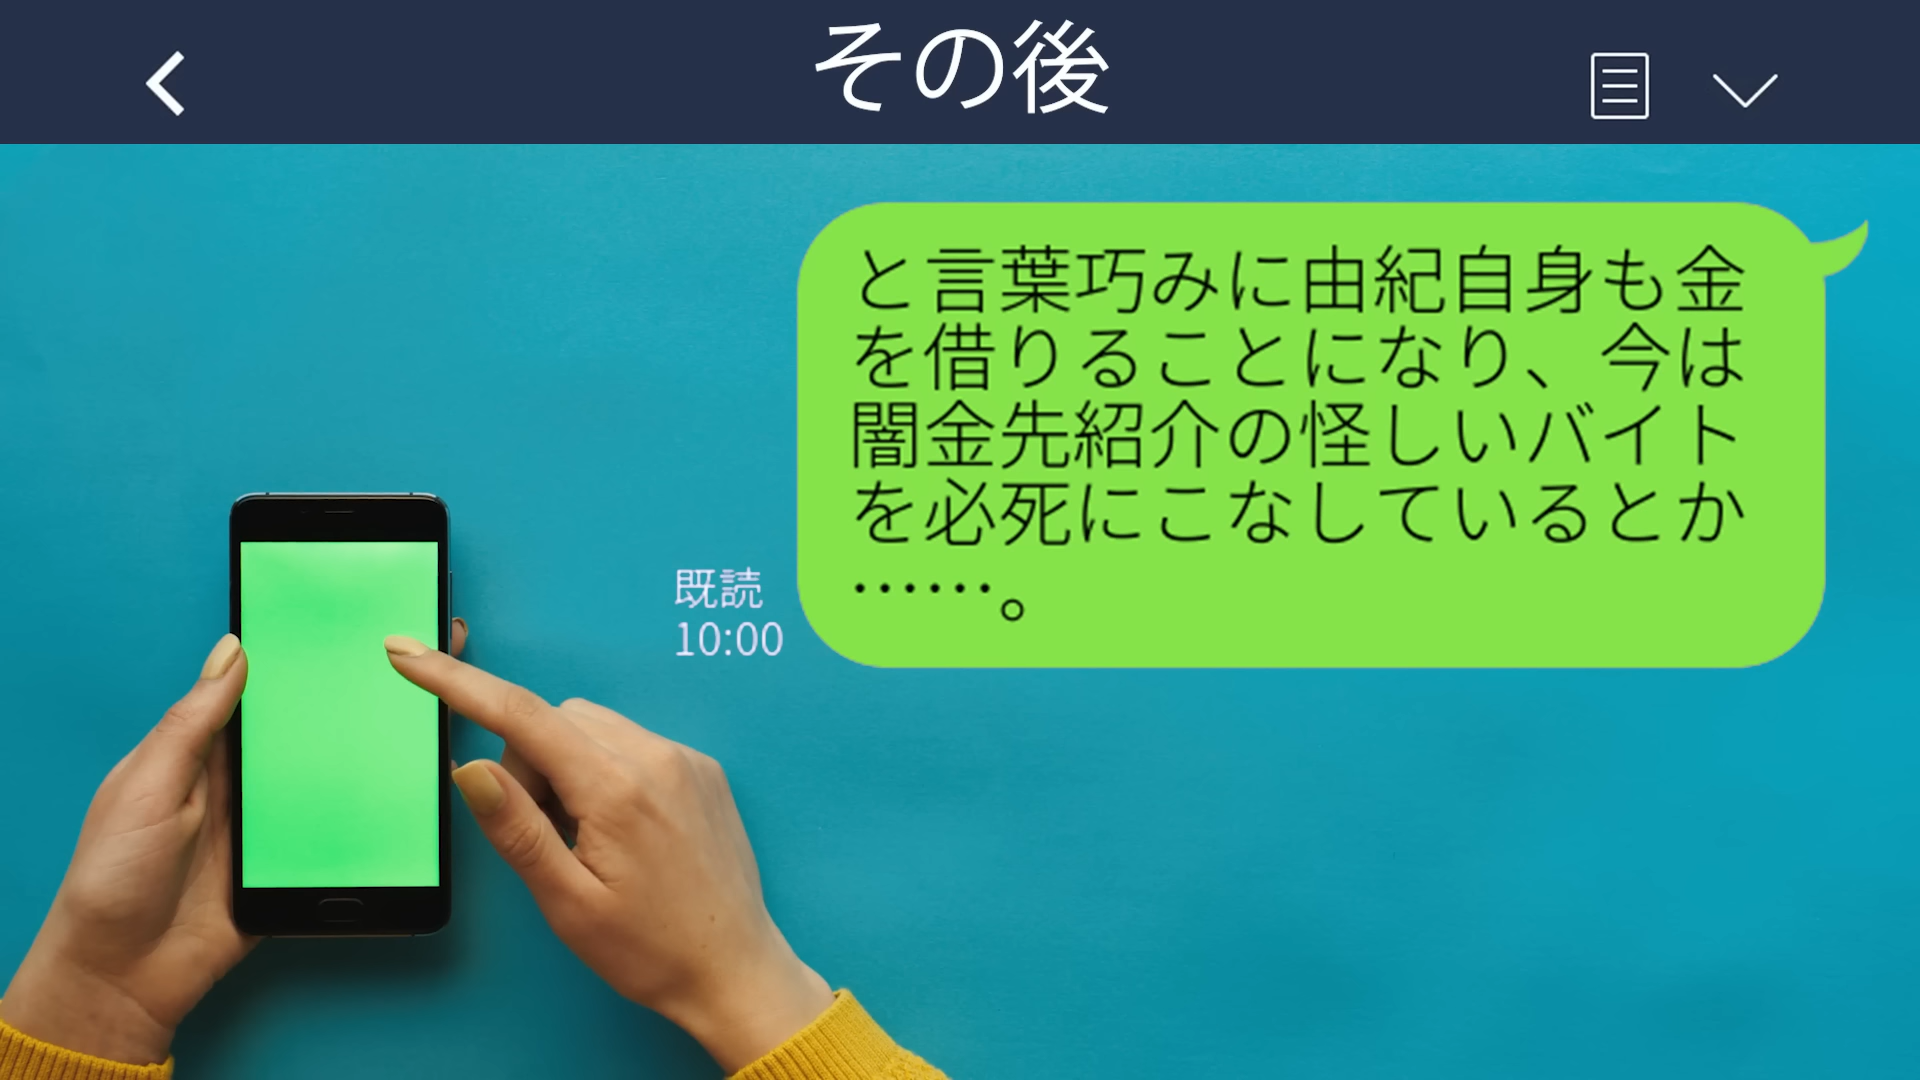 その後
と言葉巧みに由紀自身も金
を借りることになり、今は
闇金先紹介の怪しいバイト
を必死にこなしているとか
……。
既読
10:00